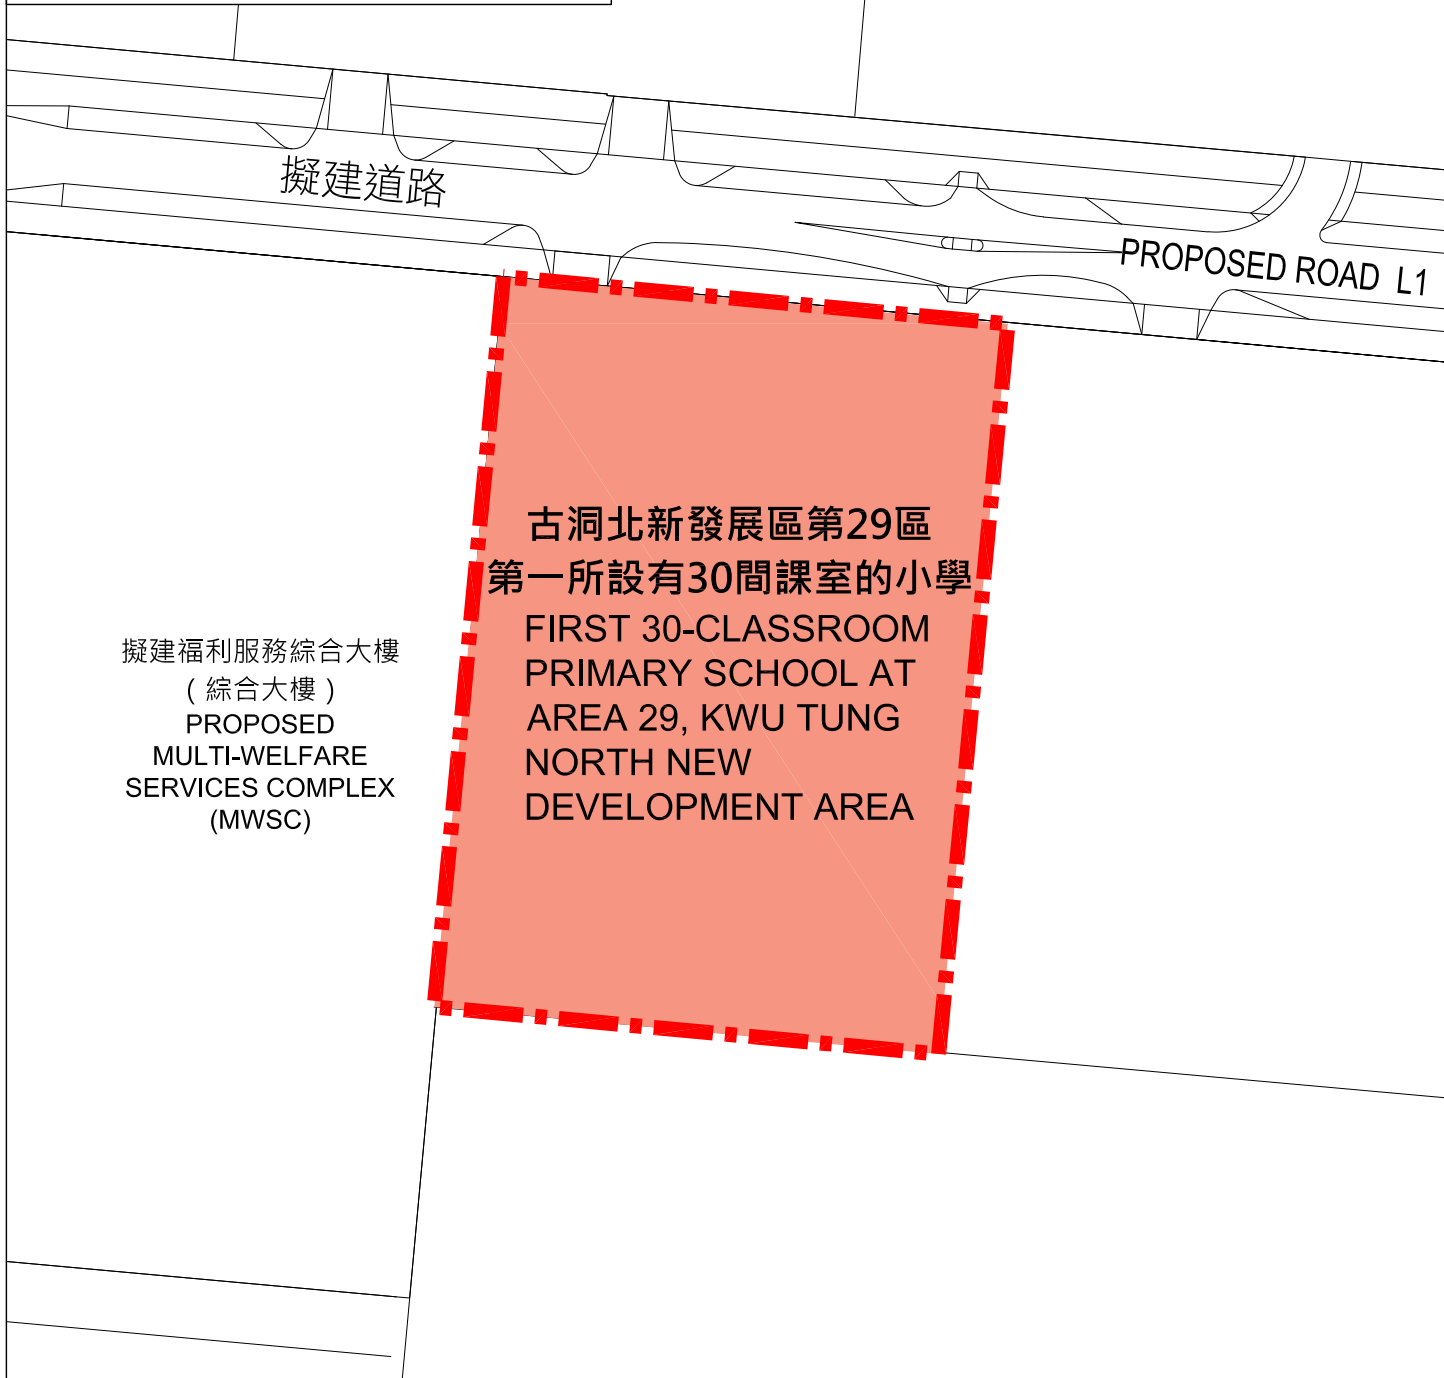 擬建道路
PROPOSED ROAD L1
古洞北新發展區第29區
第一所設有30間課室的小學
FIRST 30-CLASSROOM
PRIMARY SCHOOL AT
AREA 29, KWU TUNG
NORTH NEW
DEVELOPMENT AREA
擬建福利服務綜合大樓
(綜合大樓)
PROPOSED
MULTI-WELFARE
SERVICES COMPLEX
(MWSC)